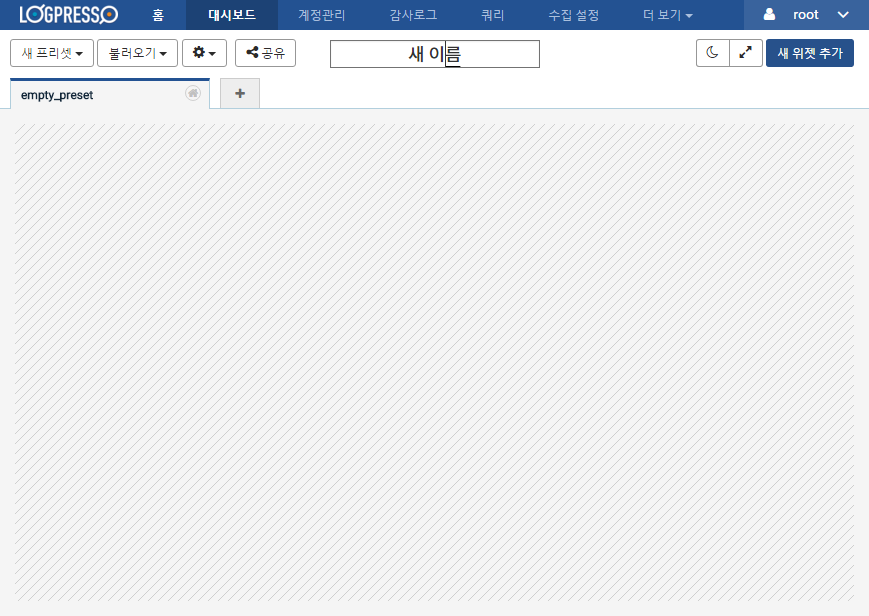 LOGPRESSO 홈 대시보드 계정관리 감사로그 쿼리 수집 설정 더 보기 root
새 프리셋 불러오기 공유 새 이름 새 위젯 추가
empty_preset +